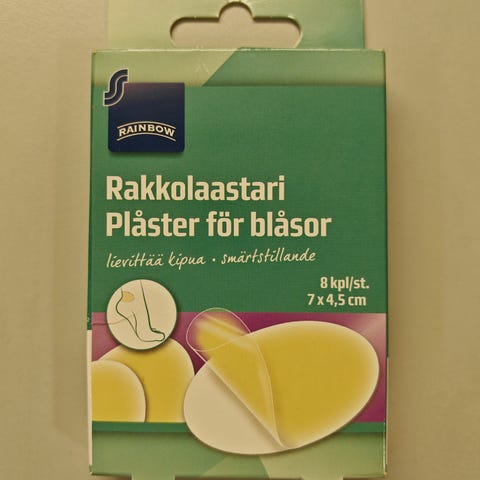 RAINBOW
Rakkolaastari
Plåster för blåsor
lievittää kipua • smärtstillande
8 kpl/st.
7 x 4,5 cm